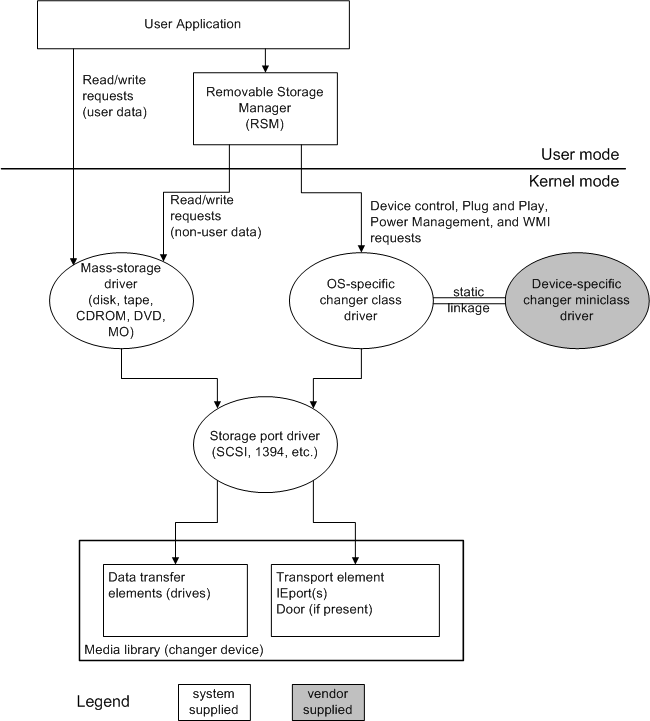 User Application
Read/write
requests
(user data)
Removable Storage
Manager
(RSM)
User mode
Kernel mode
Read/write
requests
(non-user data)
Device control, Plug and Play,
Power Management, and WMI
requests
Mass-storage
driver
(disk, tape,
CDROM, DVD,
MO)
OS-specific
changer class
driver
static
linkage
Device-specific
changer miniclass
driver
Storage port driver
(SCSI, 1394, etc.)
Data transfer
elements (drives)
Transport element
IEport(s)
Door (if present)
Media library (changer device)
Legend
system
supplied
vendor
supplied